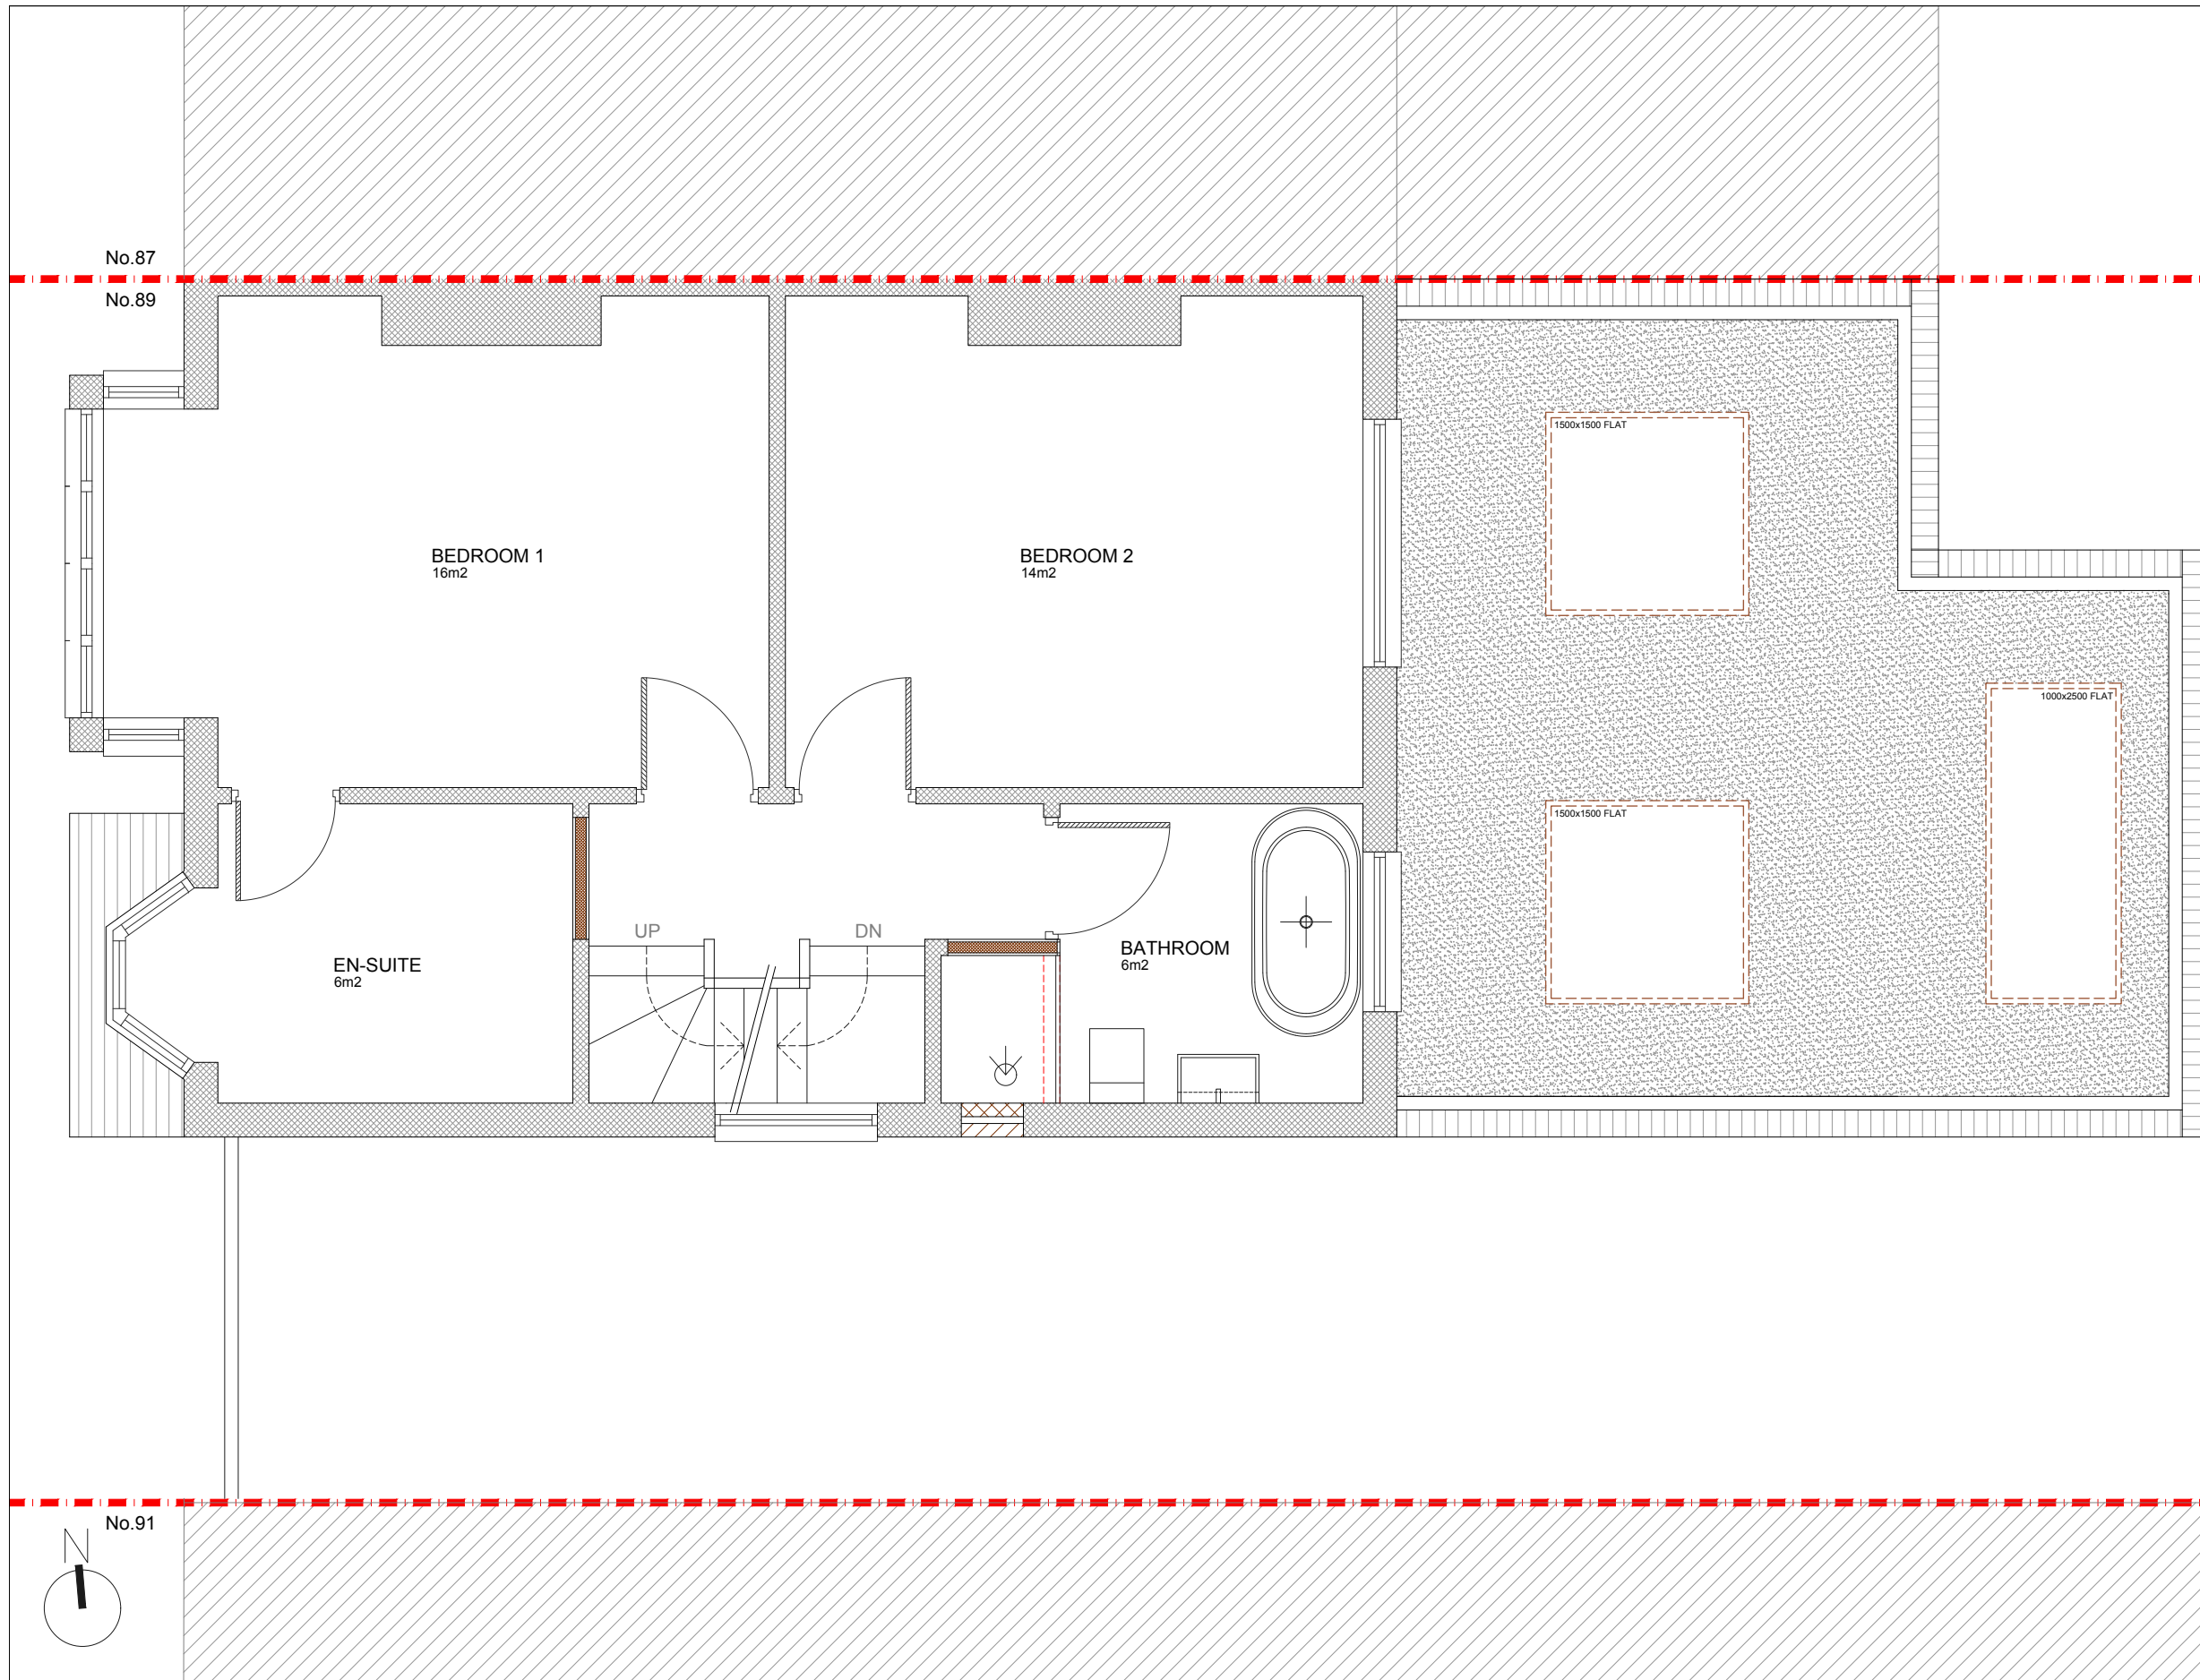 No.87
No.89
1500x1500 FLAT
BEDROOM 1
16m2
BEDROOM 2
14m2
1000x2500 FLAT
1500x1500 FLAT
UP
DN
EN-SUITE
6m2
BATHROOM
6m2
No.91
N